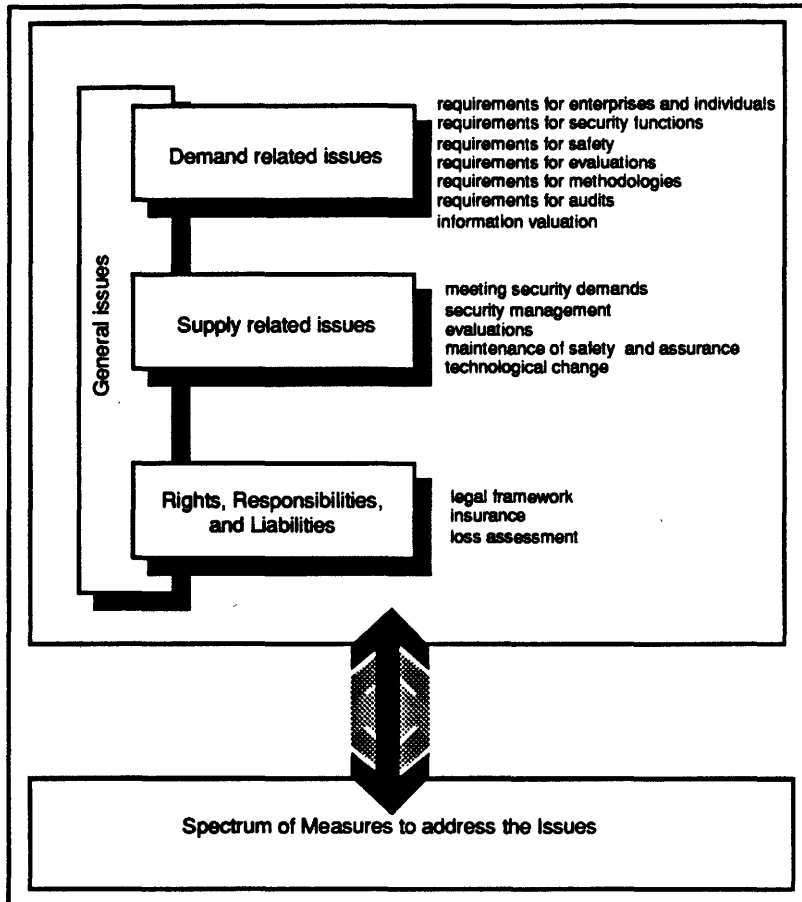 General issues
Demand related issues
requirements for enterprises and individuals
requirements for security functions
requirements for safety
requirements for evaluations
requirements for methodologies
requirements for audits
information valuation
Supply related issues
meeting security demands
security management
evaluations
maintenance of safety and assurance
technological change
Rights, Responsibilities,
and Liabilities
legal framework
insurance
loss assessment
Spectrum of Measures to address the Issues